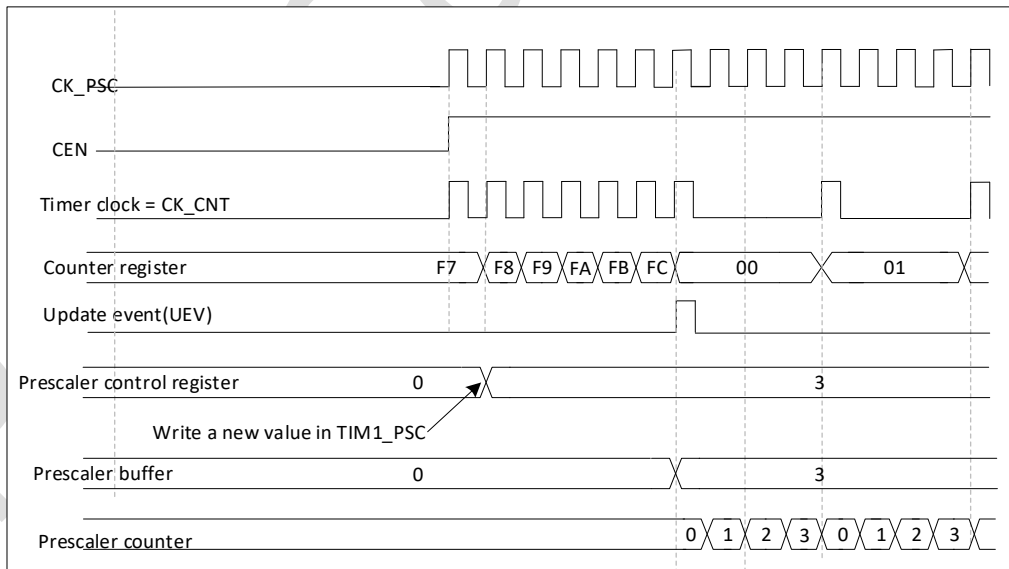 CK_PSC
CEN
Timer clock = CK_CNT
Counter register F7 F8 F9 FA FB FC 00 01
Update event(UEV)
Prescaler control register 0 3
Write a new value in TIM1_PSC
Prescaler buffer 0 3
Prescaler counter 0 1 2 3 0 1 2 3